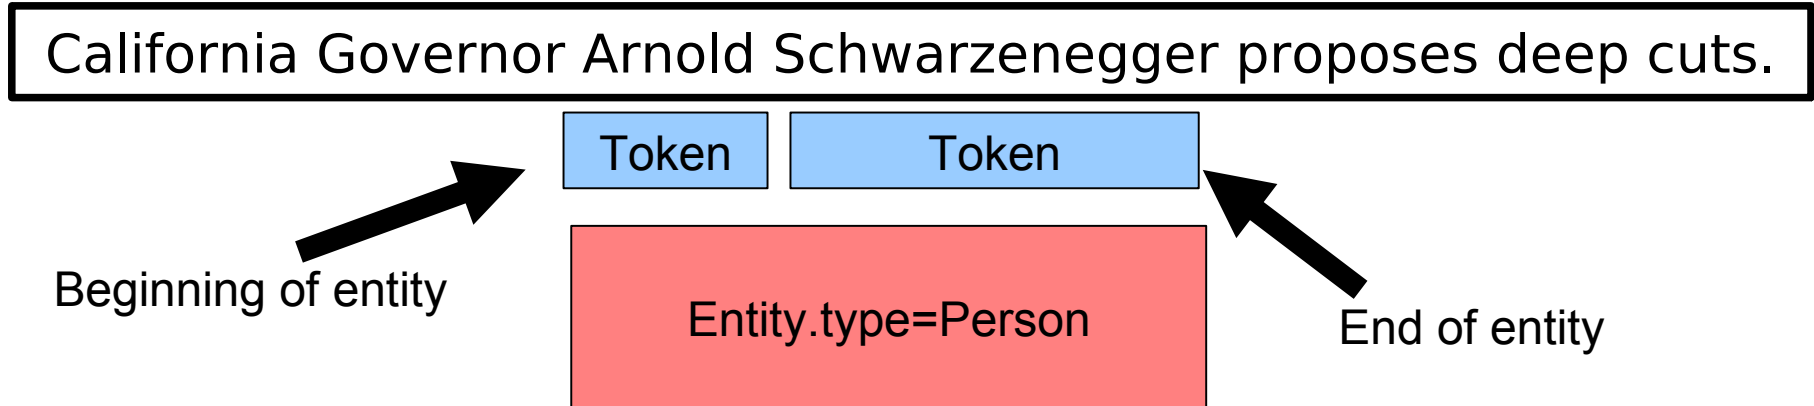 California Governor Arnold Schwarzenegger proposes deep cuts.
Token Token
Beginning of entity
Entity.type=Person
End of entity